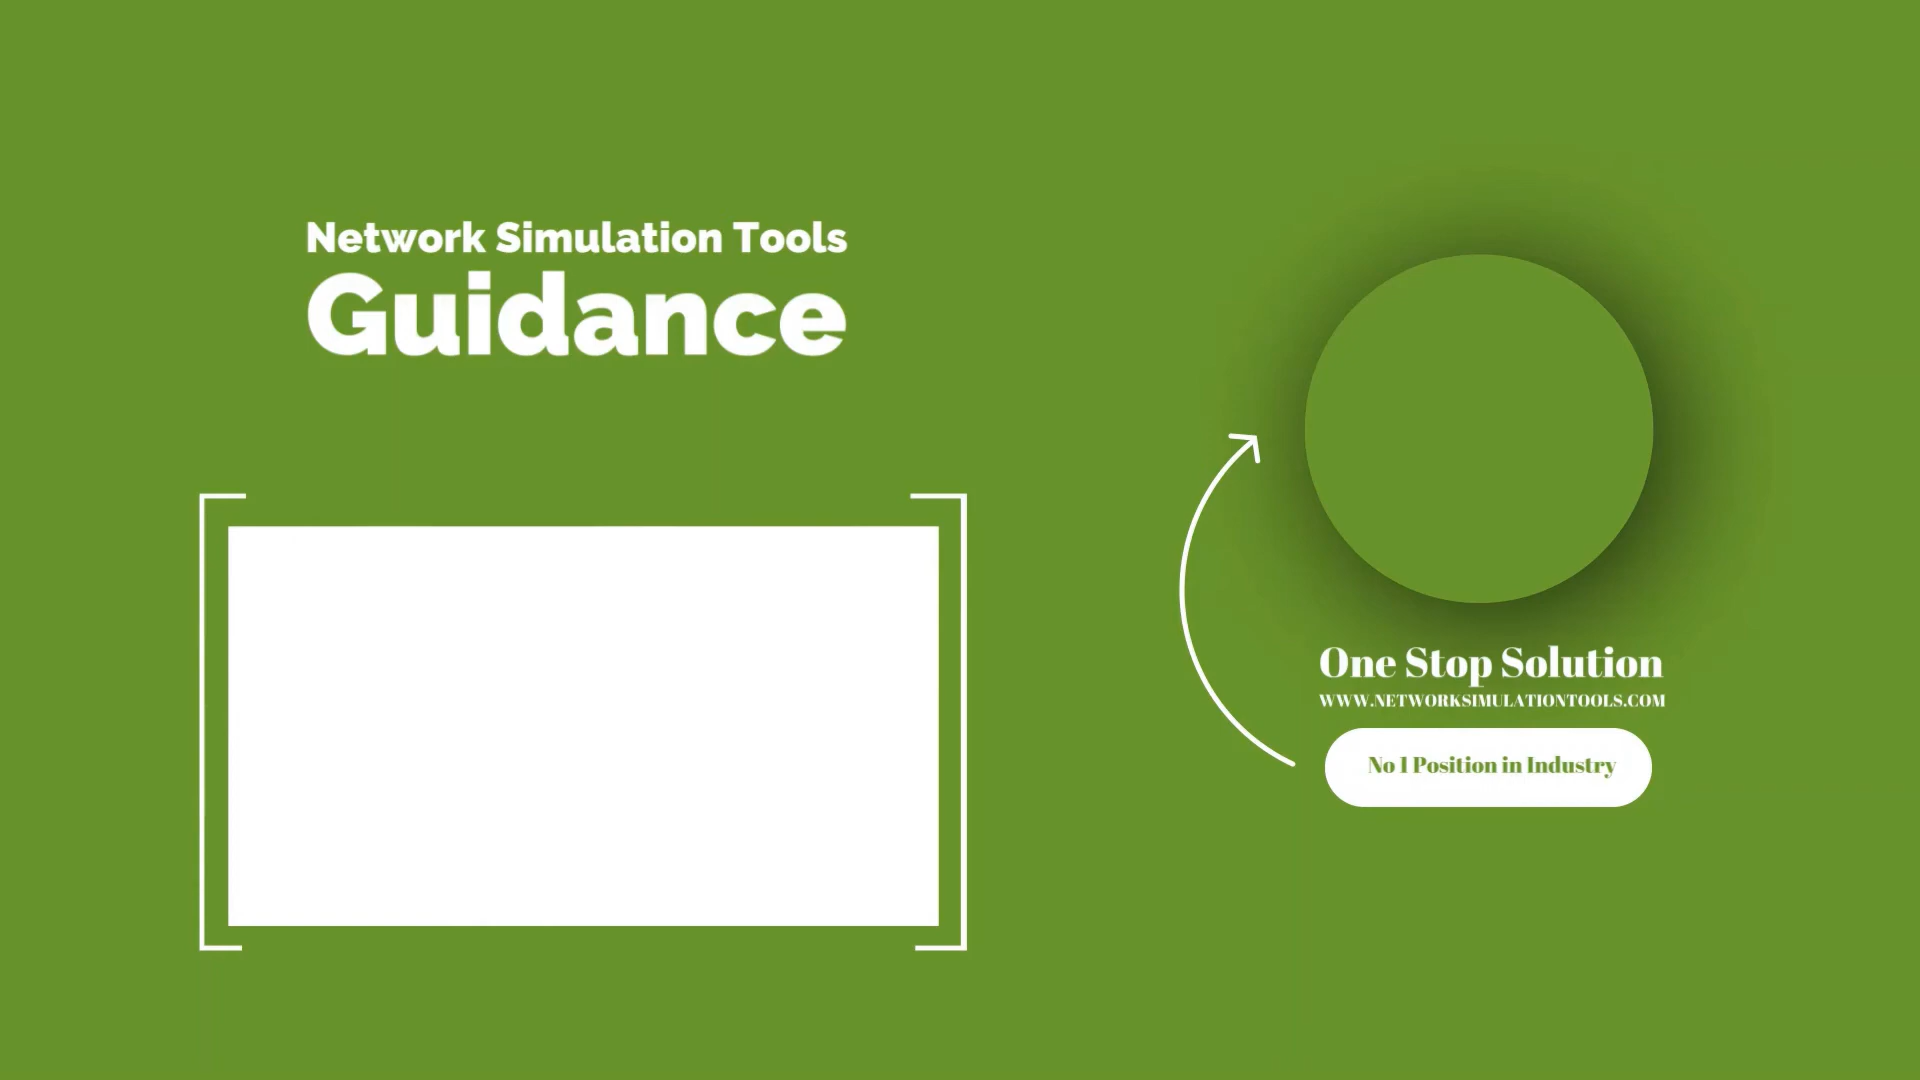 Network Simulation Tools
Guidance
One Stop Solution
WWW.NETWORKSIMULATIONTOOLS.COM
No 1 Position in Industry